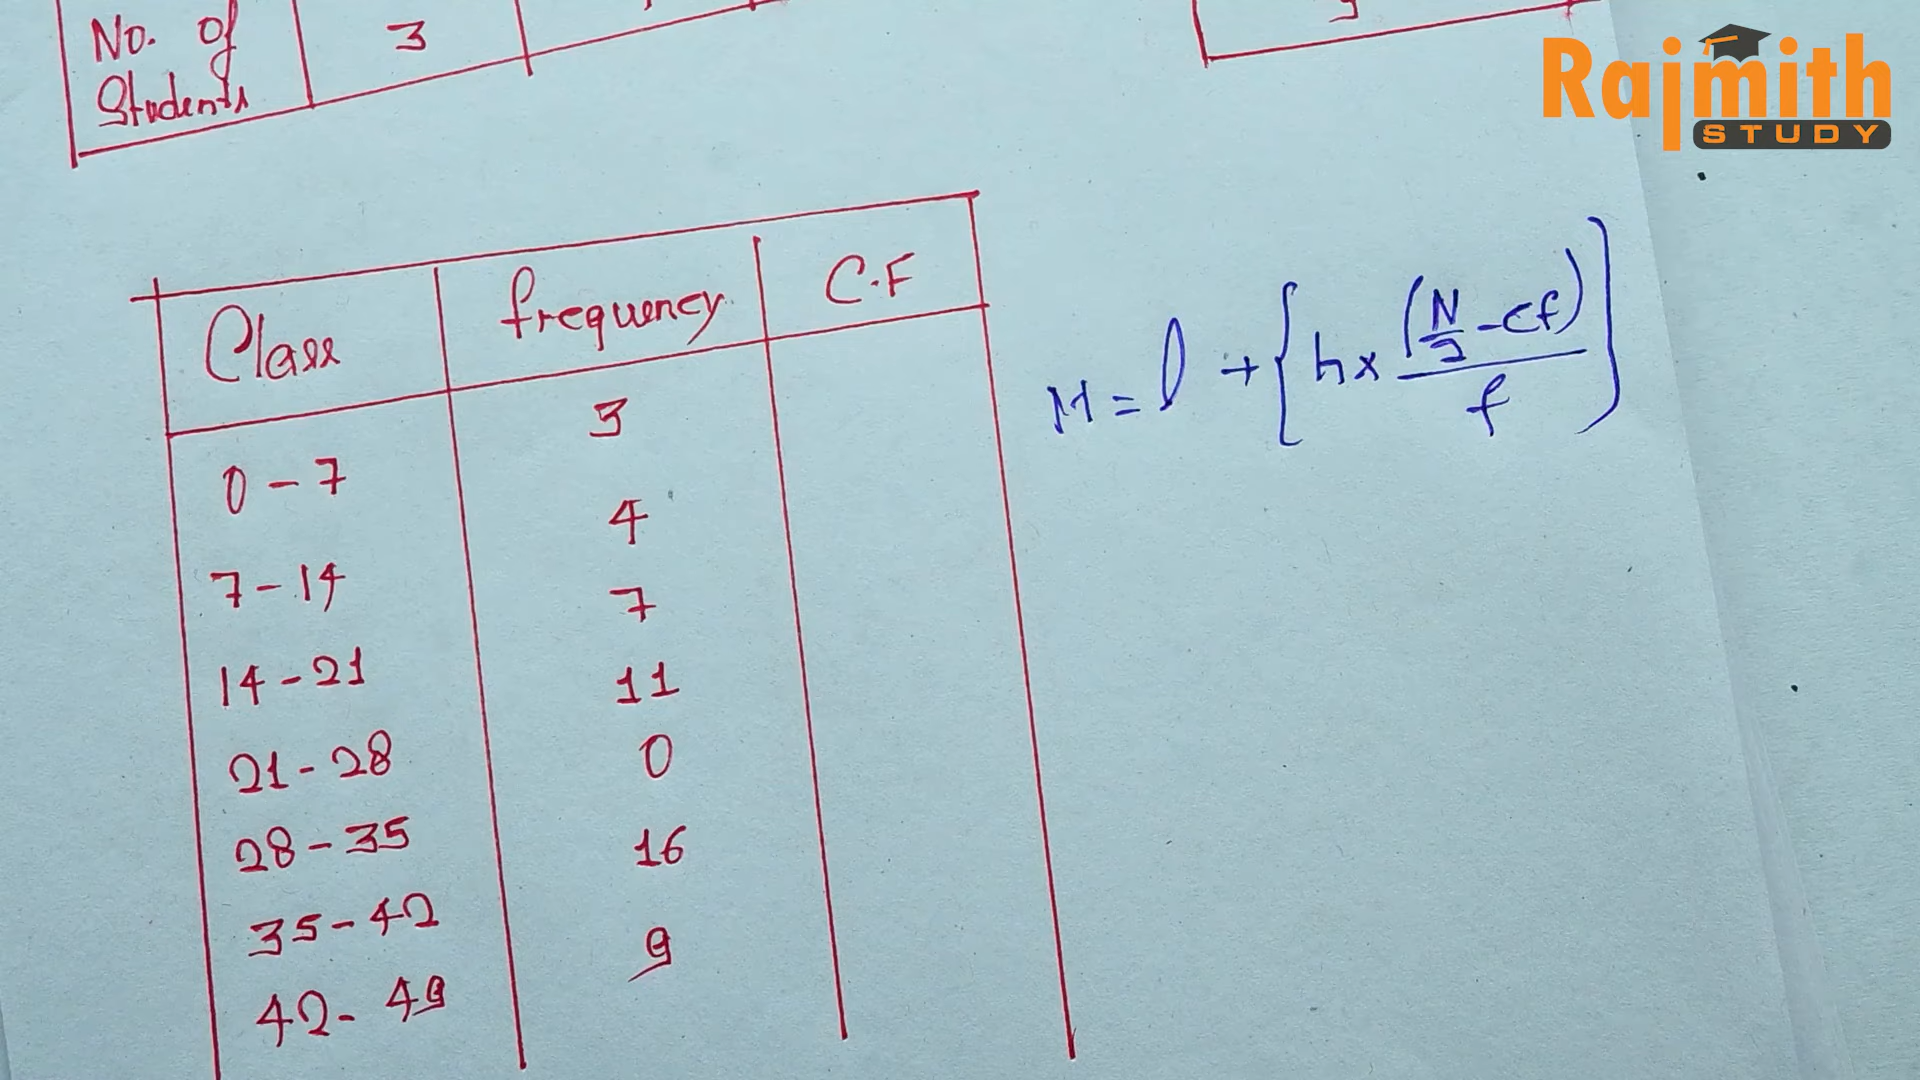 No. of 3
Students
Rajmith
STUDY
Class frequency C.F
M = l + { h × (N/2 - cf) / f }
0 - 7 3
7 - 14 4
14 - 21 7
21 - 28 11
28 - 35 0
35 - 42 16
42 - 49 9